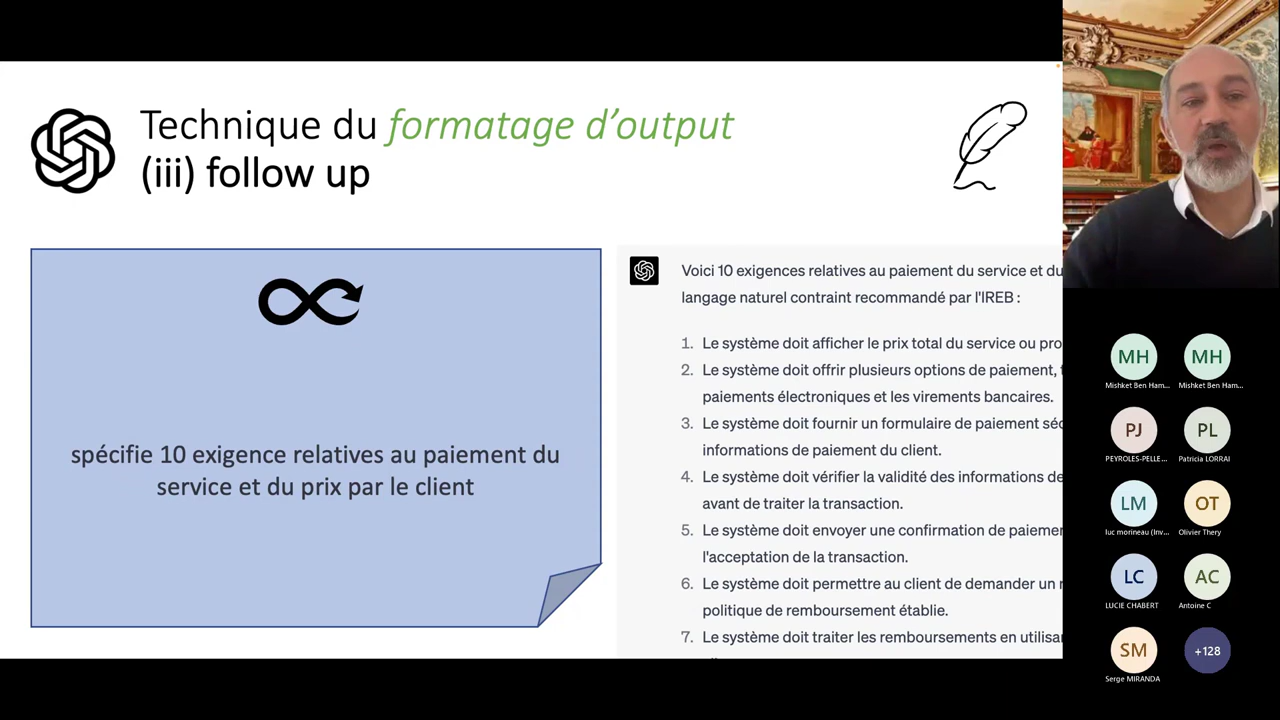 Technique du formatage d’output
(iii) follow up
spécifie 10 exigence relatives au paiement du
service et du prix par le client
Voici 10 exigences relatives au paiement du service et du
langage naturel contraint recommandé par l'IREB :
1. Le système doit afficher le prix total du service ou pro
2. Le système doit offrir plusieurs options de paiement,
paiements électroniques et les virements bancaires.
3. Le système doit fournir un formulaire de paiement séc
informations de paiement du client.
4. Le système doit vérifier la validité des informations de
avant de traiter la transaction.
5. Le système doit envoyer une confirmation de paiemen
l'acceptation de la transaction.
6. Le système doit permettre au client de demander un
politique de remboursement établie.
7. Le système doit traiter les remboursements en utilisan
MH
MH
Mishket Ben Ham...
Mishket Ben Ham...
PJ
PL
PEYROLES-PELLE...
Patricia LORRAI
LM
OT
luc morineau (Inv...
Olivier Thery
LC
AC
LUCIE CHABERT
Antoine C
SM
+128
Serge MIRANDA